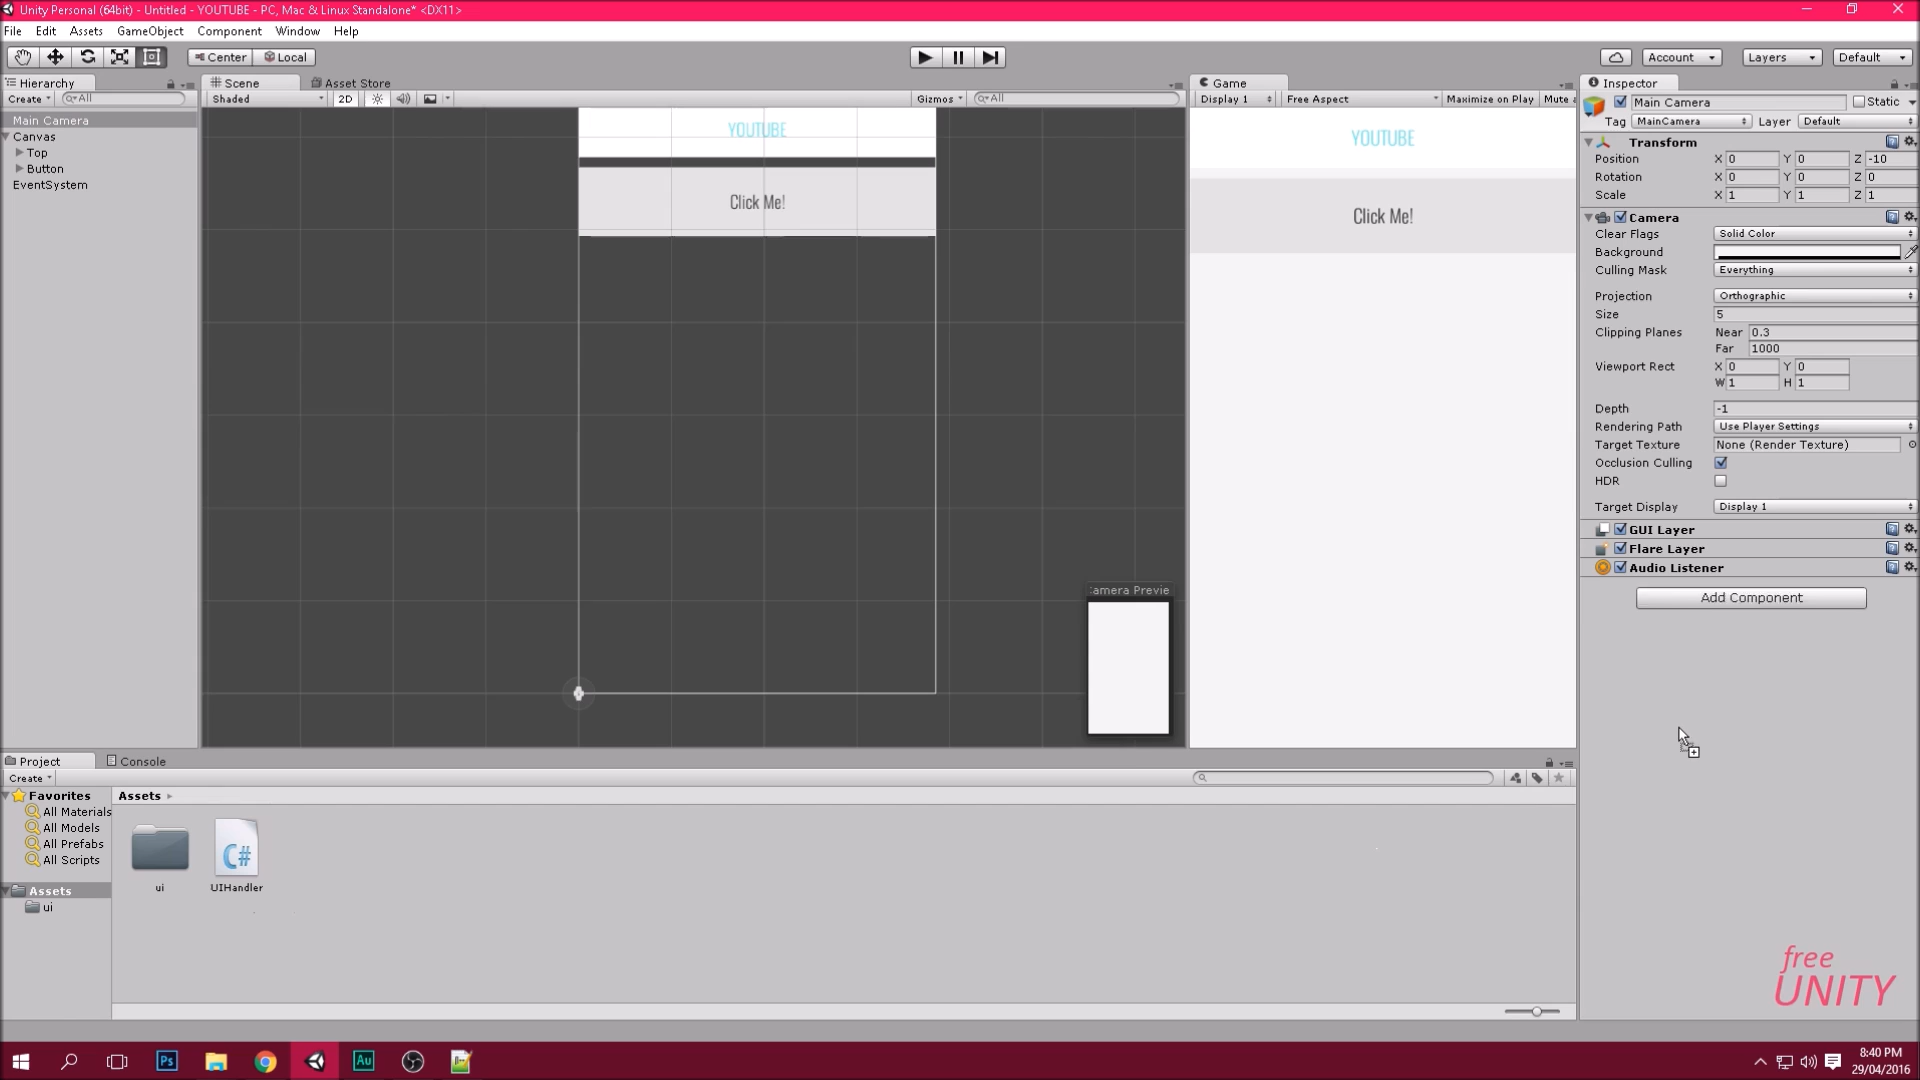 Unity Personal (64bit) - Untitled - YOUTUBE - PC, Mac & Linux Standalone* <DX11>
File Edit Assets GameObject Component Window Help
Center Local
Account Layers Default
Hierarchy
Create All
Main Camera
Canvas
Top
Button
EventSystem
Scene Asset Store
Shaded 2D Gizmos All
YOUTUBE
Click Me!
amera Previe
Game
Display 1 Free Aspect Maximize on Play Mute
YOUTUBE
Click Me!
Inspector
Main Camera Static
Tag MainCamera Layer Default
Transform
Position X 0 Y 0 Z -10
Rotation X 0 Y 0 Z 0
Scale X 1 Y 1 Z 1
Camera
Clear Flags Solid Color
Background
Culling Mask Everything
Projection Orthographic
Size 5
Clipping Planes Near 0.3
Far 1000
Viewport Rect X 0 Y 0
W 1 H 1
Depth -1
Rendering Path Use Player Settings
Target Texture None (Render Texture)
Occlusion Culling
HDR
Target Display Display 1
GUI Layer
Flare Layer
Audio Listener
Add Component
Project Console
Create
Favorites
All Materials
All Models
All Prefabs
All Scripts
Assets
ui
Assets
C#
ui UIHandler
free
UNITY
Ps Au
8:40 PM
29/04/2016